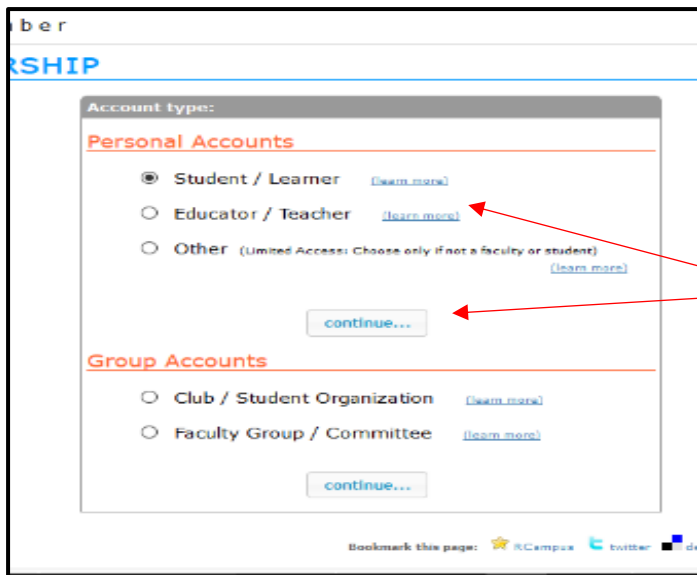 ber
RSHIP
Account type:
Personal Accounts
Student / Learner (learn more)
Educator / Teacher (learn more)
Other (Limited Access: Choose only if not a faculty or student)
(learn more)
continue...
Group Accounts
Club / Student Organization (learn more)
Faculty Group / Committee (learn more)
continue...
Bookmark this page: RCampus twitter de